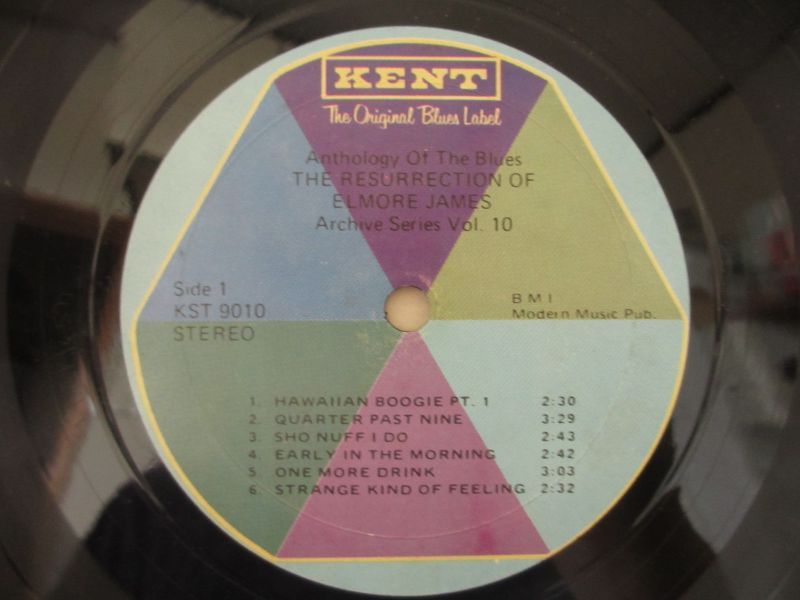 KENT
The Original Blues Label
Anthology Of The Blues
THE RESURRECTION OF
ELMORE JAMES
Archive Series Vol. 10
Side 1
KST 9010
STEREO
B M I
Modern Music Pub.
1. HAWAIIAN BOOGIE PT. 1 2:30
2. QUARTER PAST NINE 3:29
3. SHO NUFF I DO 2:43
4. EARLY IN THE MORNING 2:42
5. ONE MORE DRINK 3:03
6. STRANGE KIND OF FEELING 2:32